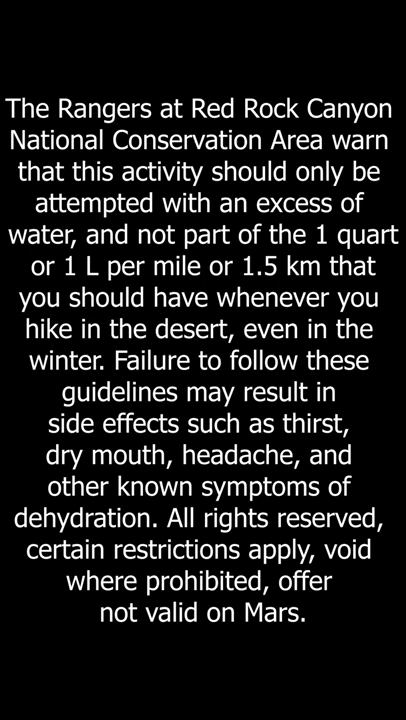 The Rangers at Red Rock Canyon
National Conservation Area warn
that this activity should only be
attempted with an excess of
water, and not part of the 1 quart
or 1 L per mile or 1.5 km that
you should have whenever you
hike in the desert, even in the
winter. Failure to follow these
guidelines may result in
side effects such as thirst,
dry mouth, headache, and
other known symptoms of
dehydration. All rights reserved,
certain restrictions apply, void
where prohibited, offer
not valid on Mars.